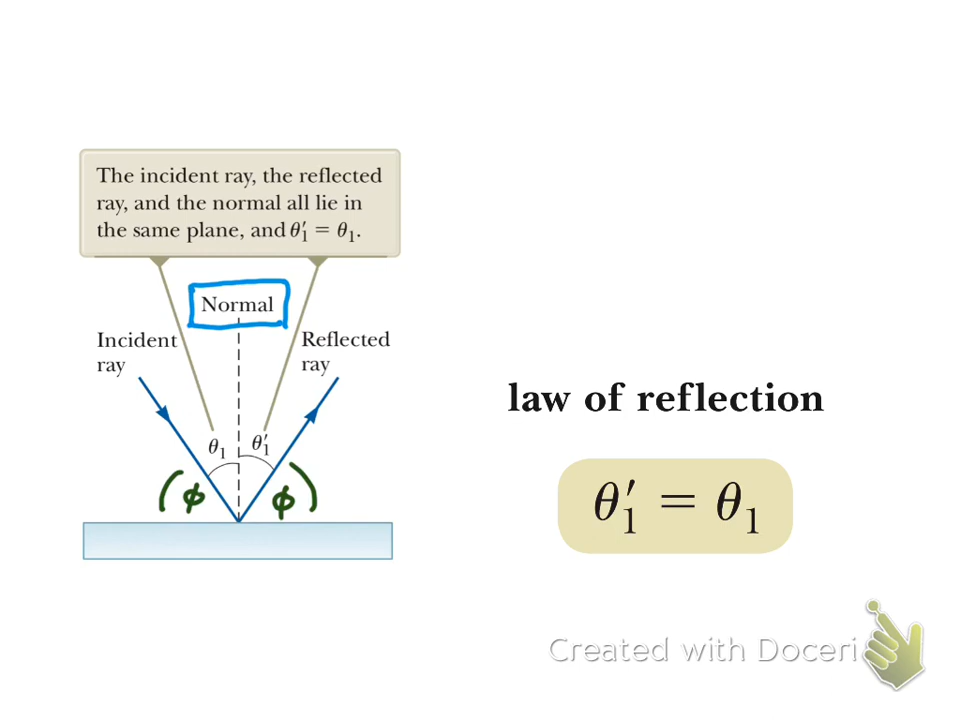 The incident ray, the reflected
ray, and the normal all lie in
the same plane, and θ′₁ = θ₁.
Normal
Incident
ray
Reflected
ray
θ₁
θ′₁
(ϕ
ϕ)
law of reflection
θ′₁ = θ₁
Created with Doceri